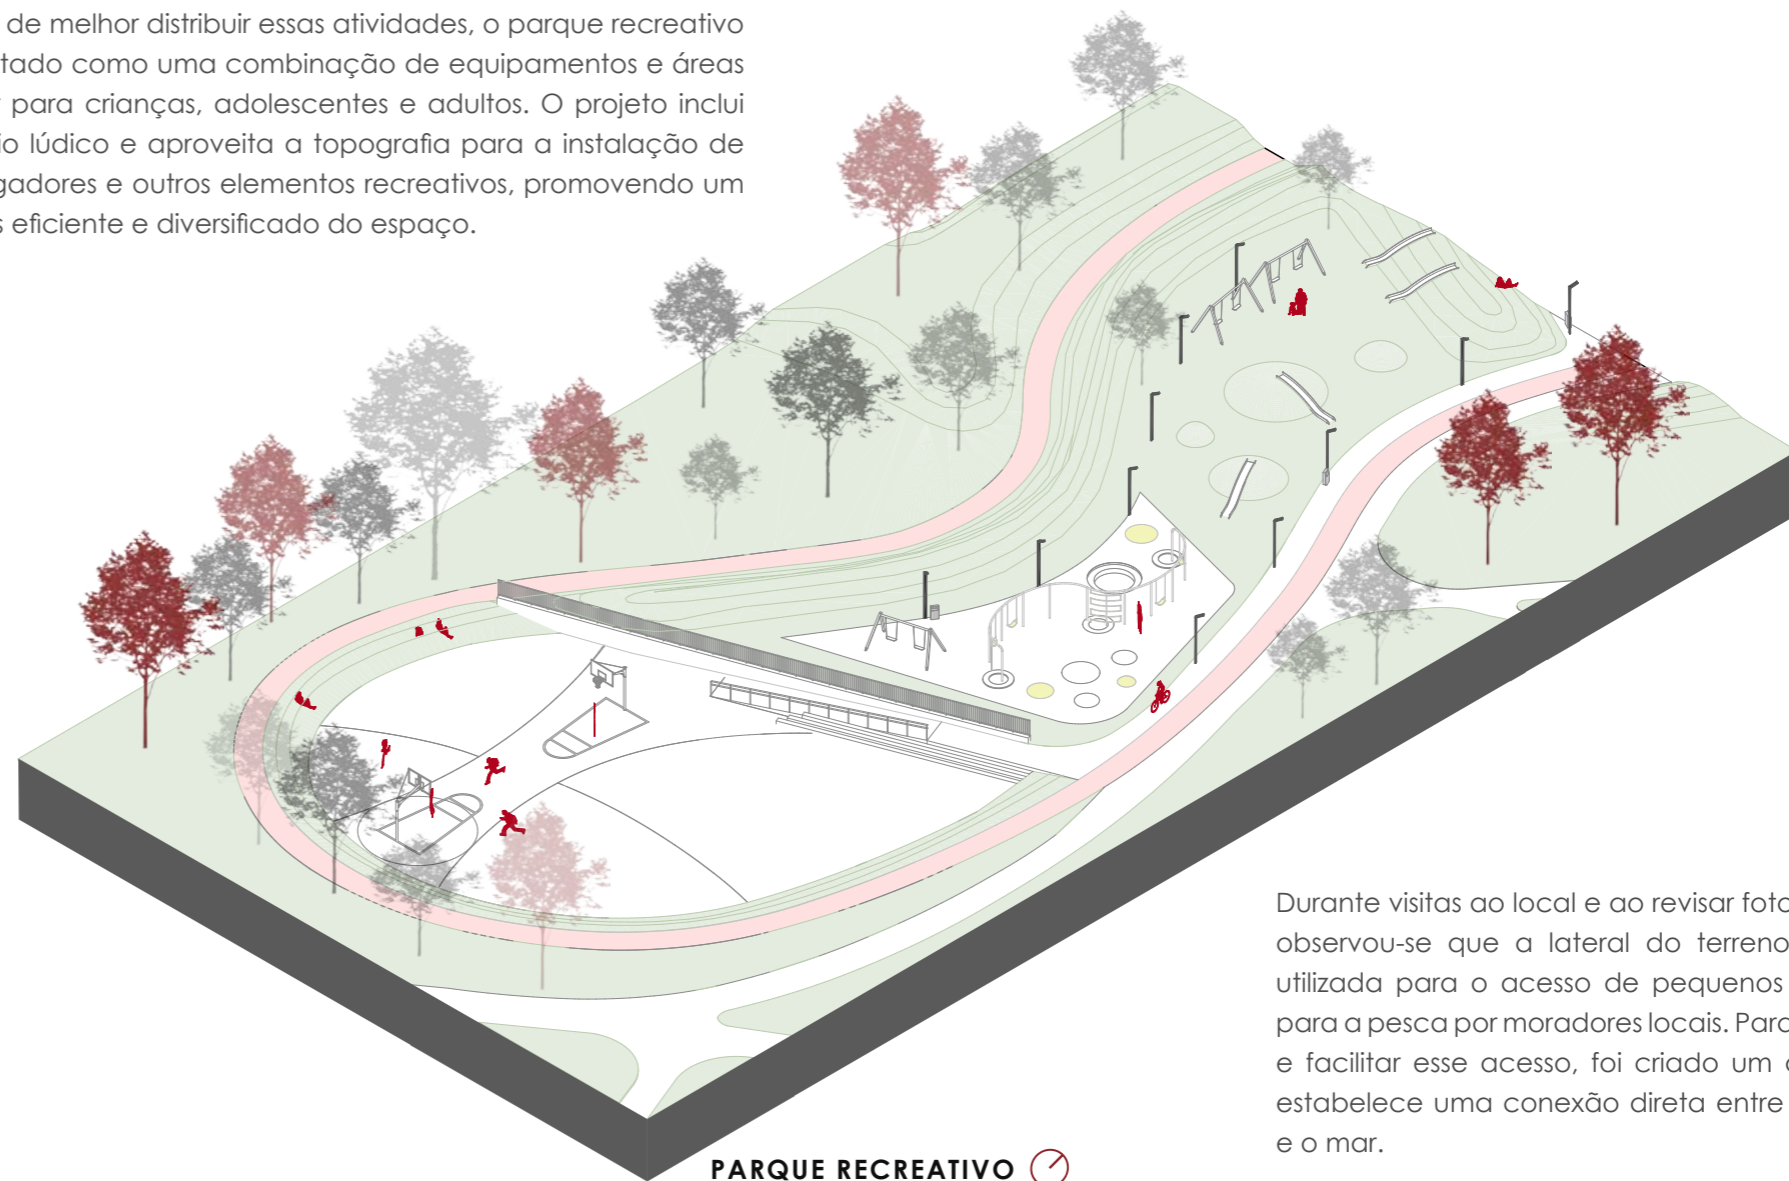 de melhor distribuir essas atividades, o parque recreativo
tado como uma combinação de equipamentos e áreas
para crianças, adolescentes e adultos. O projeto inclui
io lúdico e aproveita a topografia para a instalação de
gadores e outros elementos recreativos, promovendo um
s eficiente e diversificado do espaço.
Durante visitas ao local e ao revisar foto
observou-se que a lateral do terreno
utilizada para o acesso de pequenos
para a pesca por moradores locais. Para
e facilitar esse acesso, foi criado um
estabelece uma conexão direta entre
e o mar.
PARQUE RECREATIVO